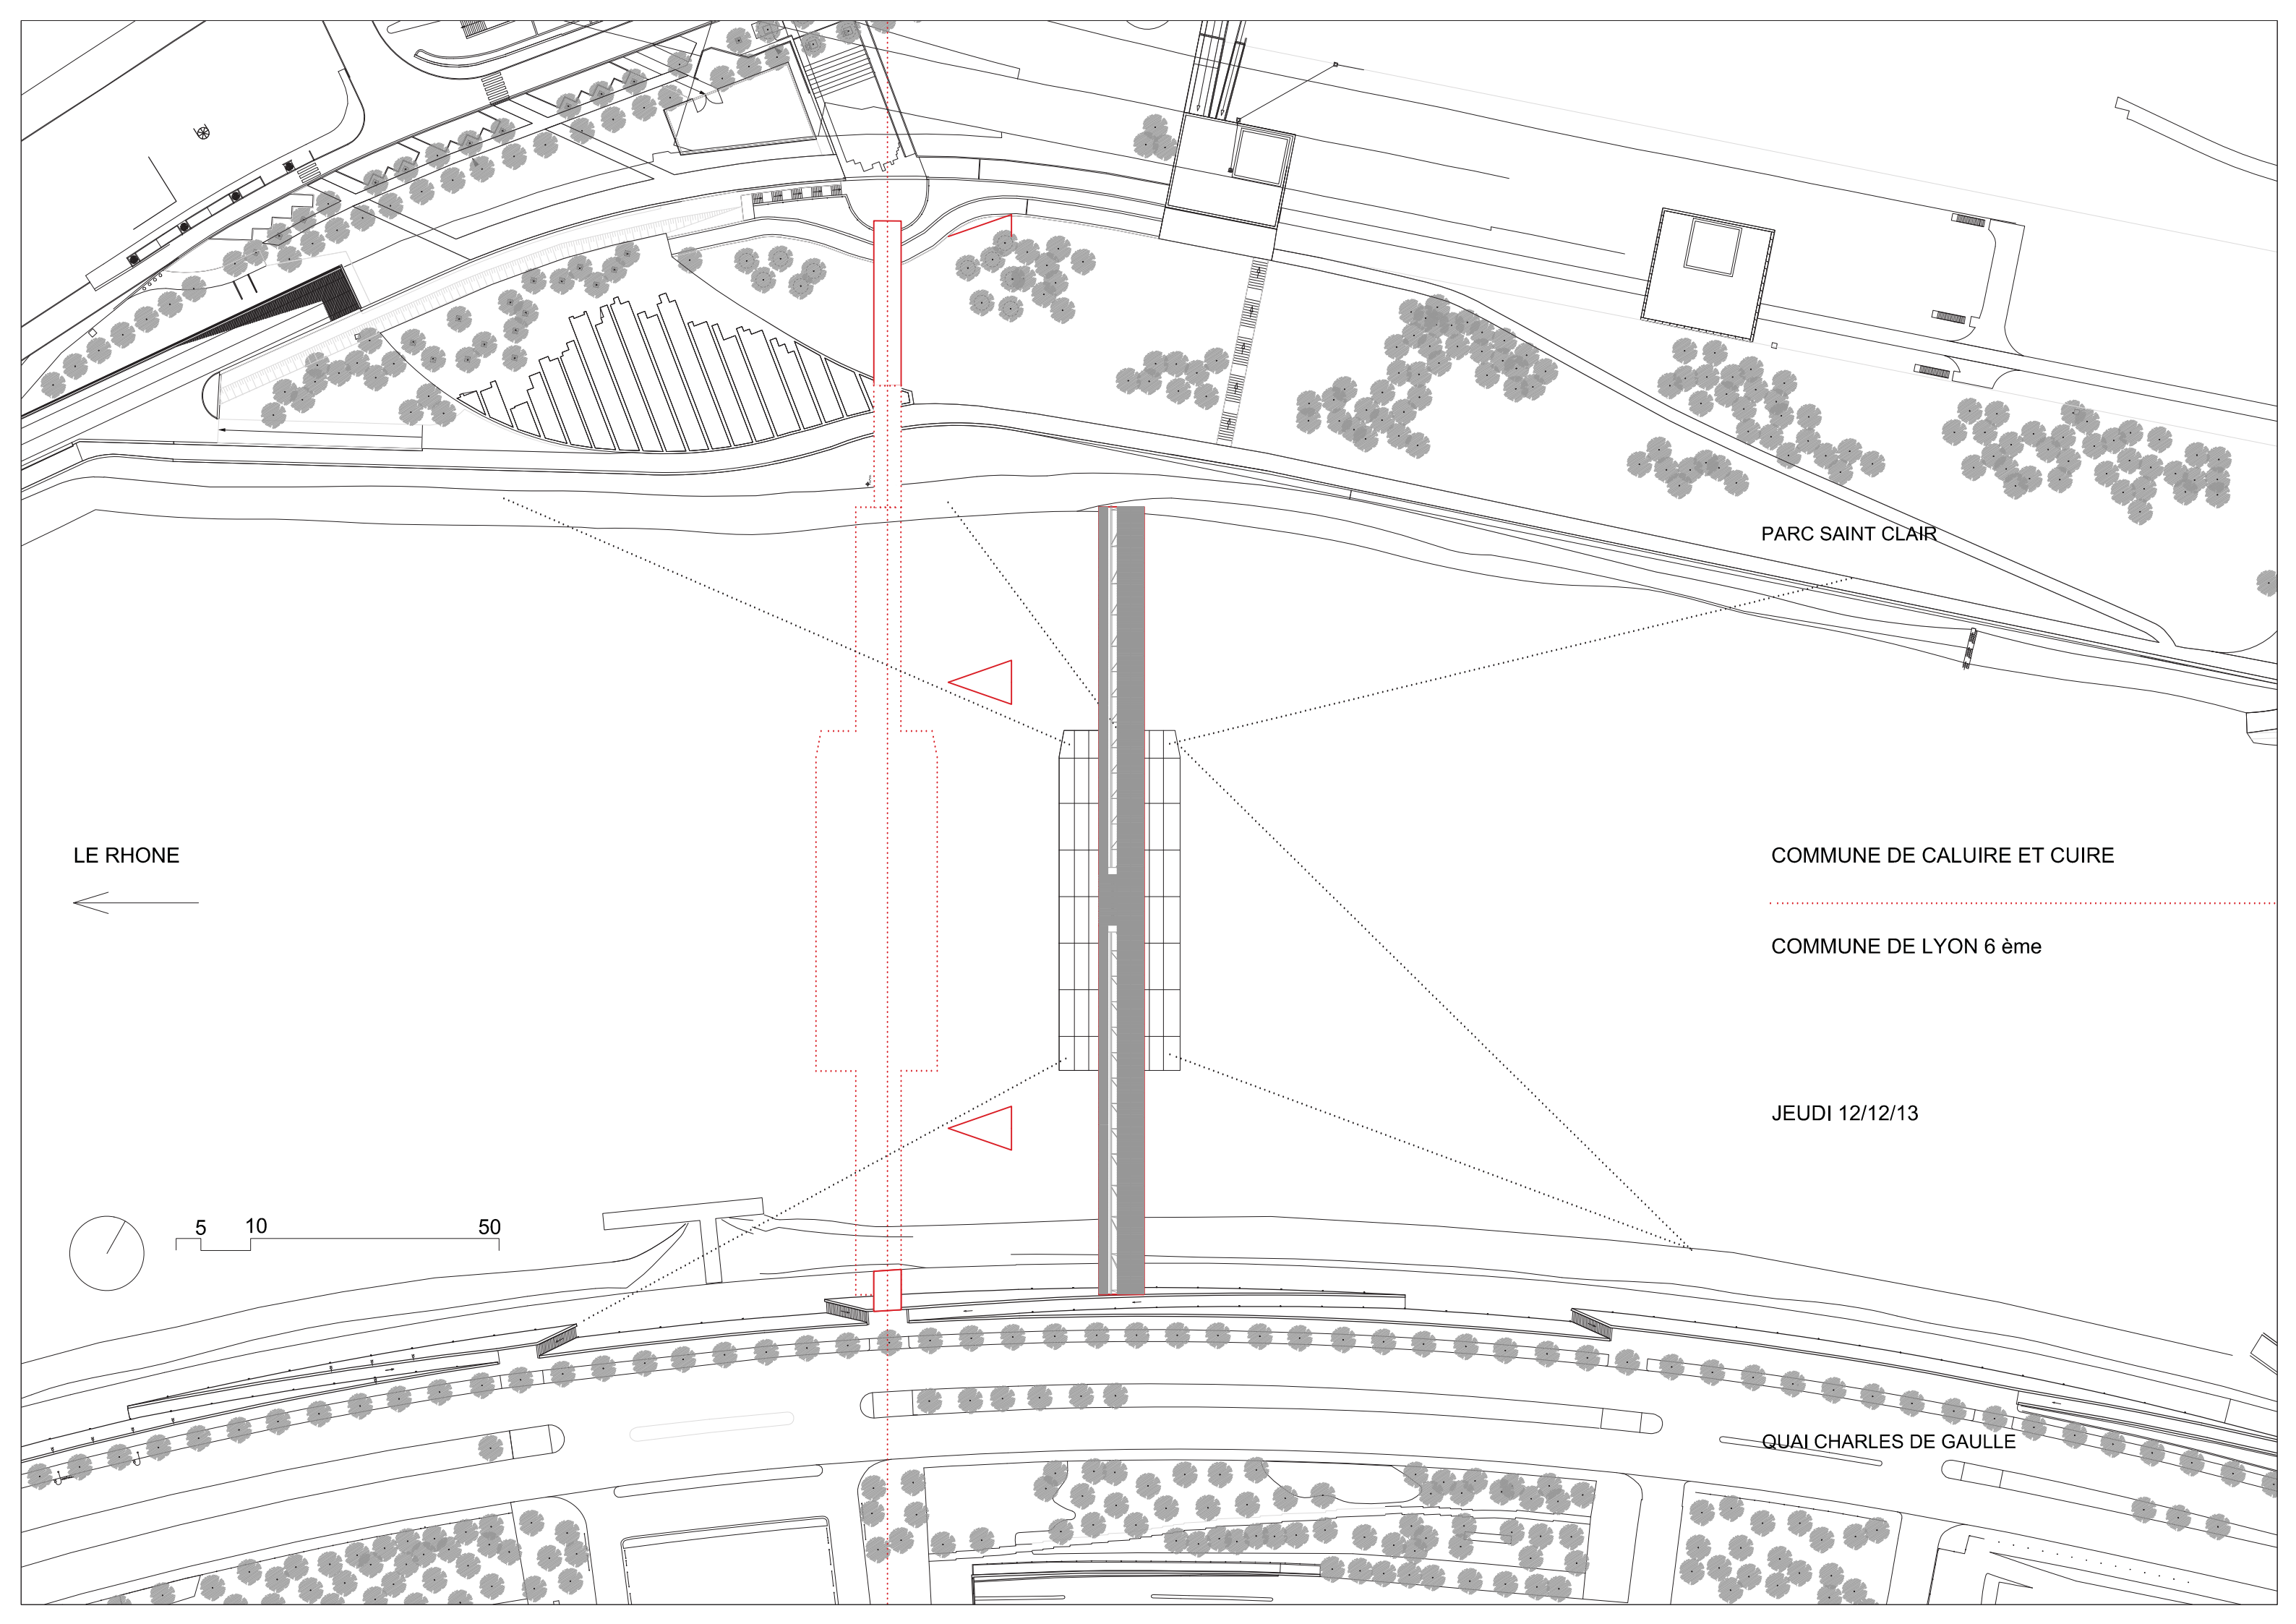 PARC SAINT CLAIR
LE RHONE
COMMUNE DE CALUIRE ET CUIRE
COMMUNE DE LYON 6 ème
JEUDI 12/12/13
5 10 50
QUAI CHARLES DE GAULLE